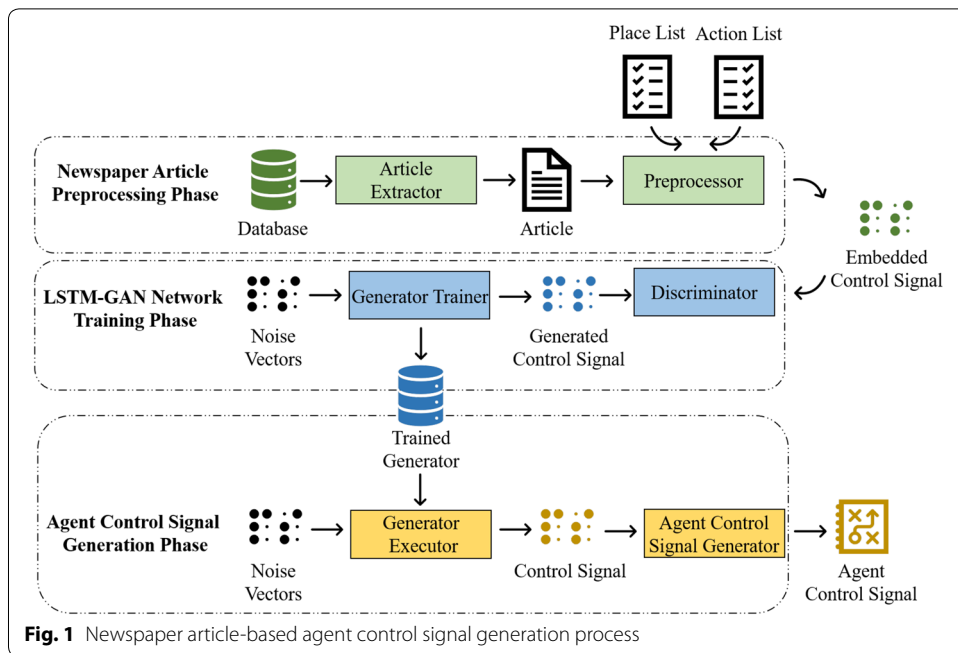 Place List
Action List
Newspaper Article
Preprocessing Phase
Article
Extractor
Preprocessor
Database
Article
Embedded
Control Signal
LSTM-GAN Network
Training Phase
Generator Trainer
Discriminator
Noise
Vectors
Generated
Control Signal
Trained
Generator
Agent Control Signal
Generation Phase
Generator
Executor
Agent Control
Signal Generator
Noise
Vectors
Control Signal
Agent
Control Signal
Fig. 1 Newspaper article-based agent control signal generation process